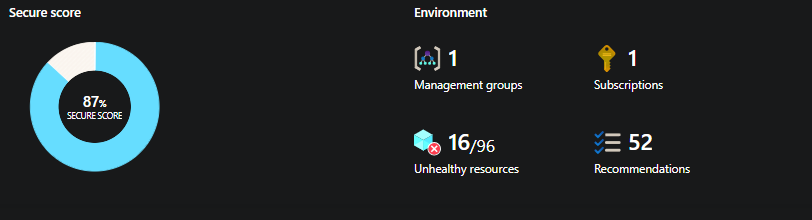 Secure score
87%
SECURE SCORE
Environment
1
Management groups
1
Subscriptions
16/96
Unhealthy resources
52
Recommendations